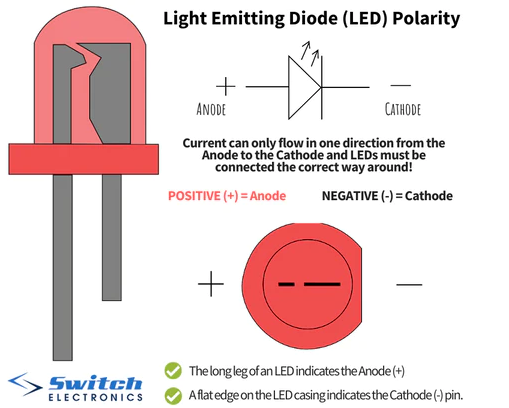 Light Emitting Diode (LED) Polarity
+
—
Anode
Cathode
Current can only flow in one direction from the
Anode to the Cathode and LEDs must be
connected the correct way around!
POSITIVE (+) = Anode
NEGATIVE (-) = Cathode
+
—
The long leg of an LED indicates the Anode (+)
A flat edge on the LED casing indicates the Cathode (-) pin.
Switch
ELECTRONICS